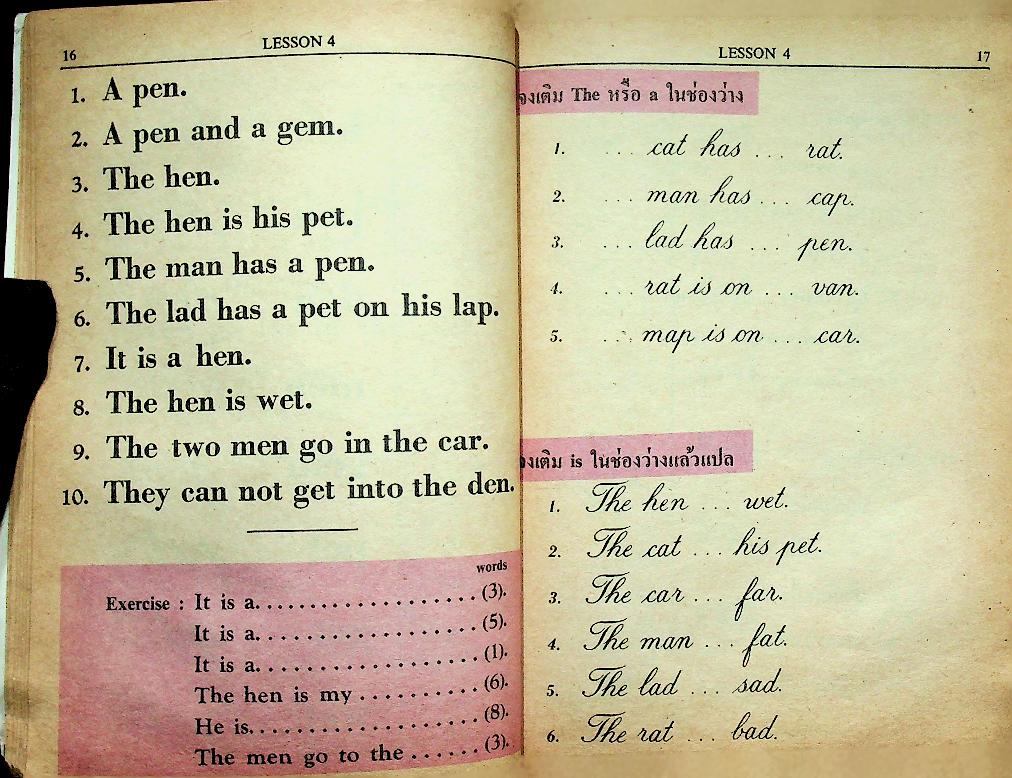 16
LESSON 4
1. A pen.
2. A pen and a gem.
3. The hen.
4. The hen is his pet.
5. The man has a pen.
6. The lad has a pet on his lap.
7. It is a hen.
8. The hen is wet.
9. The two men go in the car.
10. They can not get into the den.
words
Exercise : It is a.................... (3).
It is a.................... (5).
It is a.................... (1).
The hen is my ........... (6).
He is..................... (8).
The men go to the ....... (3).
LESSON 4
17
จงเติม The หรือ a ในช่องว่าง
1. ... cat has ... rat.
2. ... man has ... cap.
3. ... lad has ... pen.
4. ... rat is on ... van.
5. ... map is on ... car.
จงเติม is ในช่องว่างแล้วแปล
1. The hen ... wet.
2. The cat ... his pet.
3. The car ... far.
4. The man ... fat.
5. The lad ... sad.
6. The rat ... bad.